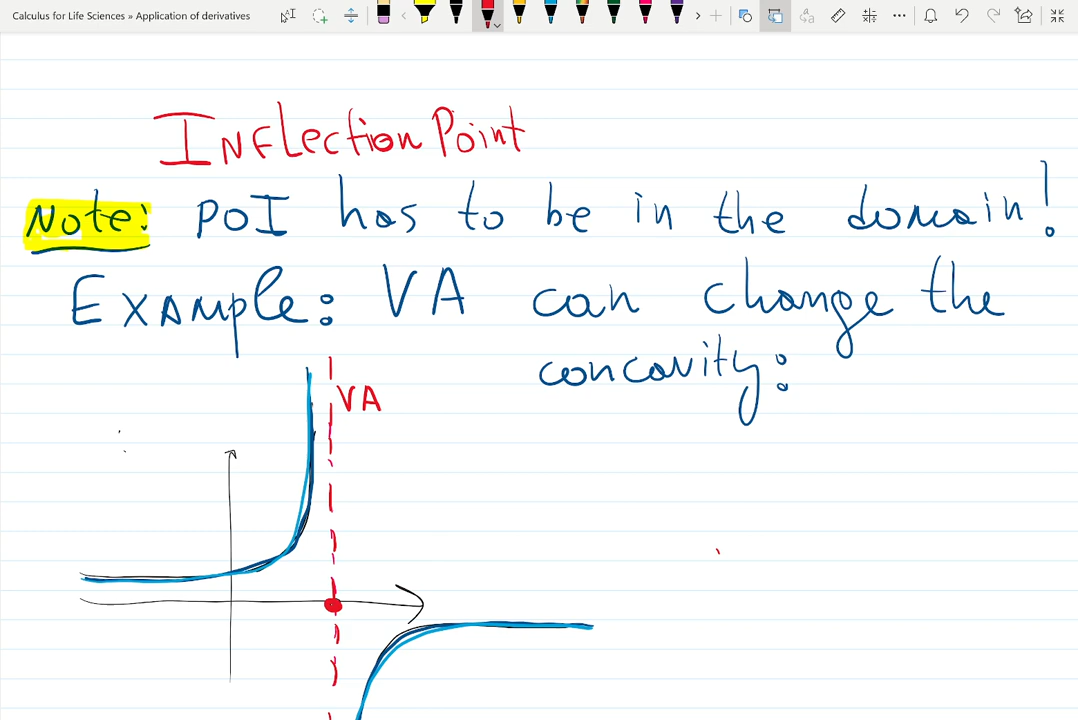 Calculus for Life Sciences » Application of derivatives
Inflection Point
Note: POI has to be in the domain!
Example: VA can change the
concavity:
VA